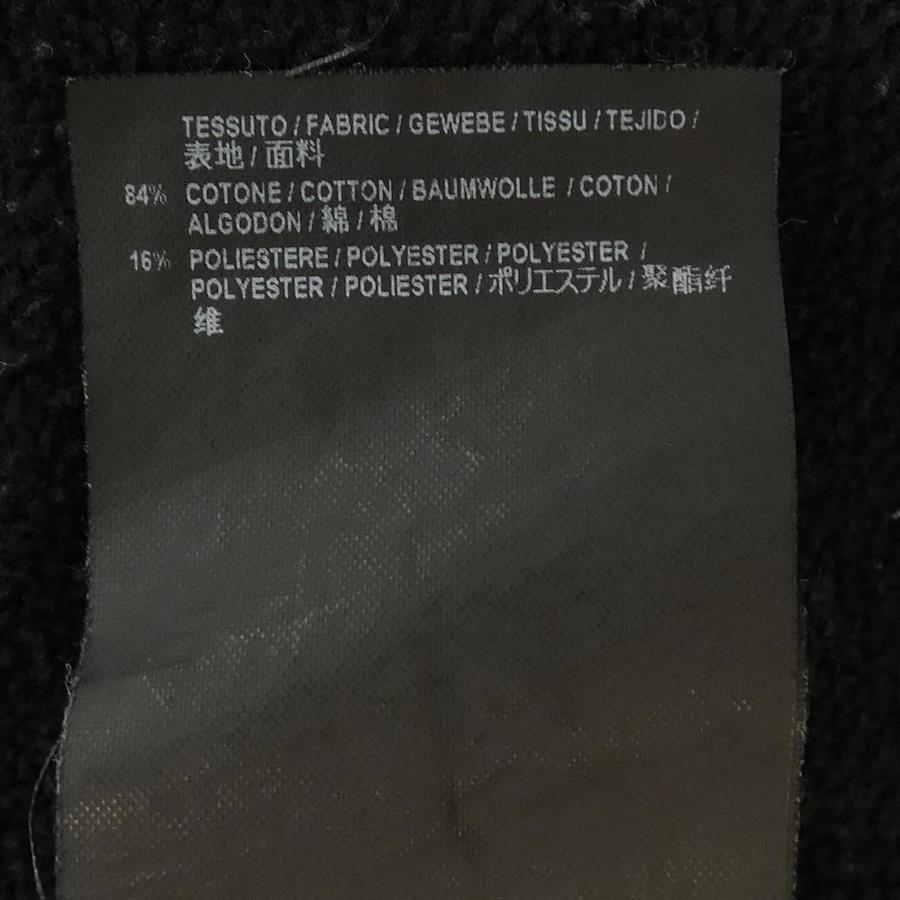 TESSUTO / FABRIC / GEWEBE / TISSU / TEJIDO /
表地 / 面料
84% COTONE / COTTON / BAUMWOLLE / COTON /
ALGODON / 綿 / 棉
16% POLIESTERE / POLYESTER / POLYESTER /
POLYESTER / POLIESTER / ポリエステル / 聚酯纤
维